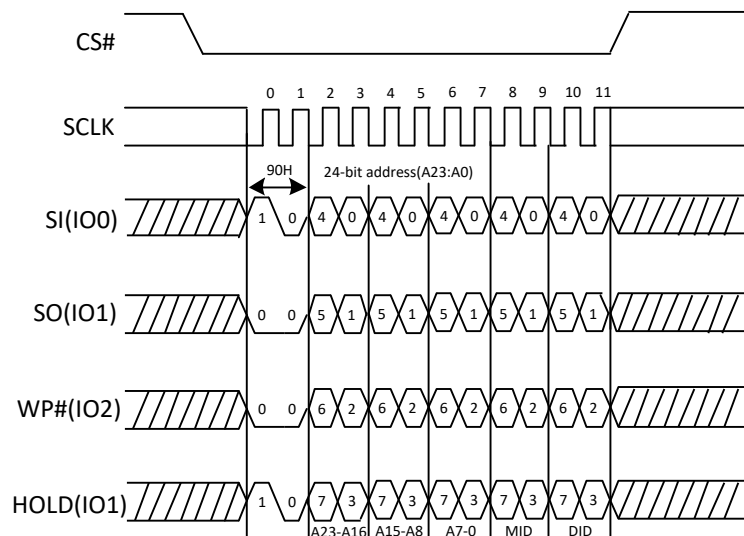 CS#
0 1 2 3 4 5 6 7 8 9 10 11
SCLK
90H 24-bit address(A23:A0)
SI(IO0) 1 0 4 0 4 0 4 0 4 0 4 0
SO(IO1) 0 0 5 1 5 1 5 1 5 1 5 1
WP#(IO2) 0 0 6 2 6 2 6 2 6 2 6 2
HOLD(IO1) 1 0 7 3 7 3 7 3 7 3 7 3
A23-A16 A15-A8 A7-0 MID DID